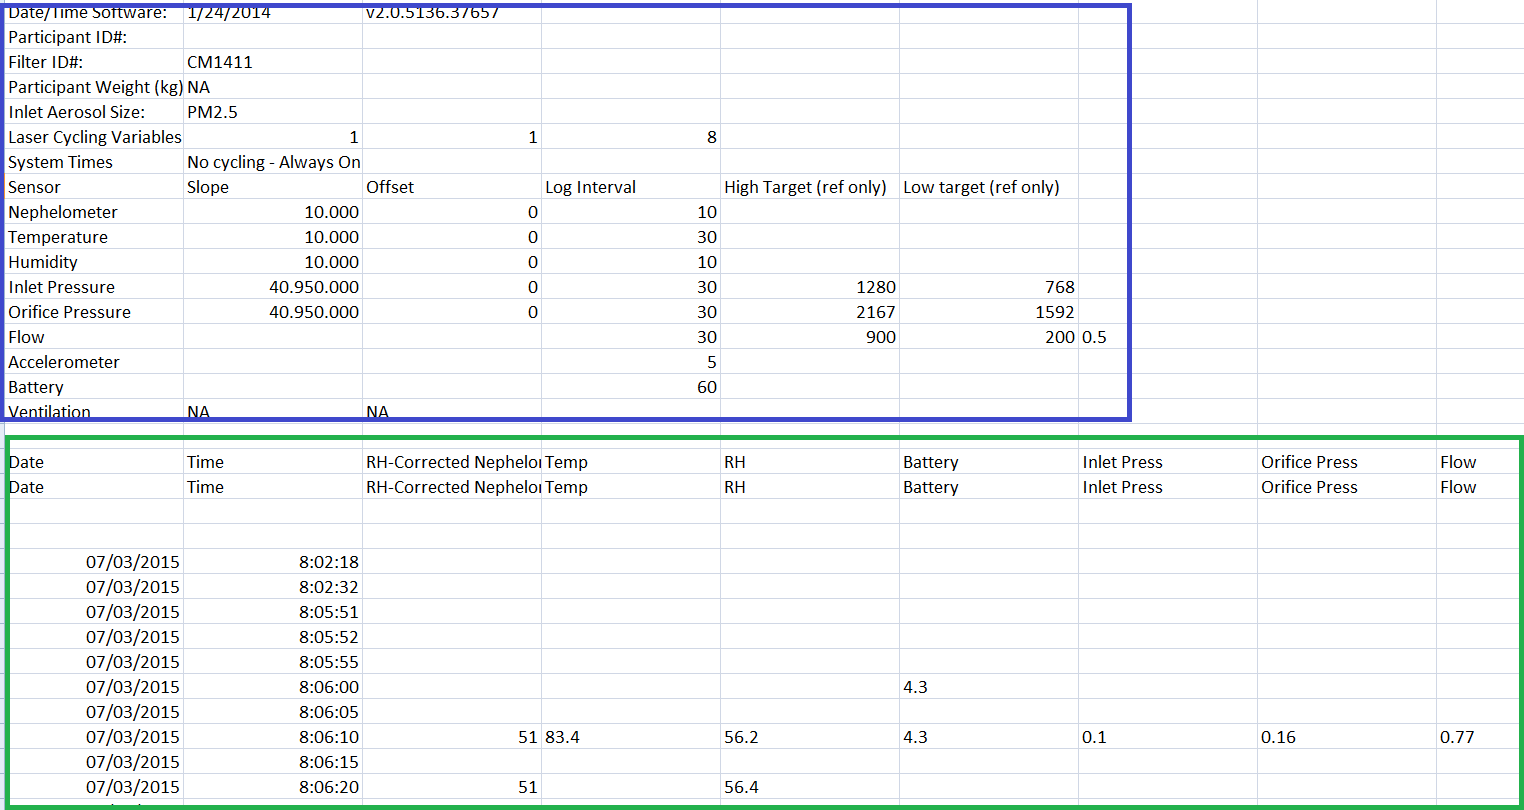 Date/Time Software: 1/24/2014 v2.0.5136.37657
Participant ID#:
Filter ID#: CM1411
Participant Weight (kg) NA
Inlet Aerosol Size: PM2.5
Laser Cycling Variables 1 1 8
System Times No cycling - Always On
Sensor Slope Offset Log Interval High Target (ref only) Low target (ref only)
Nephelometer 10.000 0 10
Temperature 10.000 0 30
Humidity 10.000 0 10
Inlet Pressure 40.950.000 0 30 1280 768
Orifice Pressure 40.950.000 0 30 2167 1592
Flow 30 900 200 0.5
Accelerometer 5
Battery 60
Ventilation NA NA
Date Time RH-Corrected Nephelo Temp RH Battery Inlet Press Orifice Press Flow
Date Time RH-Corrected Nephelo Temp RH Battery Inlet Press Orifice Press Flow
07/03/2015 8:02:18
07/03/2015 8:02:32
07/03/2015 8:05:51
07/03/2015 8:05:52
07/03/2015 8:05:55
07/03/2015 8:06:00 4.3
07/03/2015 8:06:05
07/03/2015 8:06:10 51 83.4 56.2 4.3 0.1 0.16 0.77
07/03/2015 8:06:15
07/03/2015 8:06:20 51 56.4